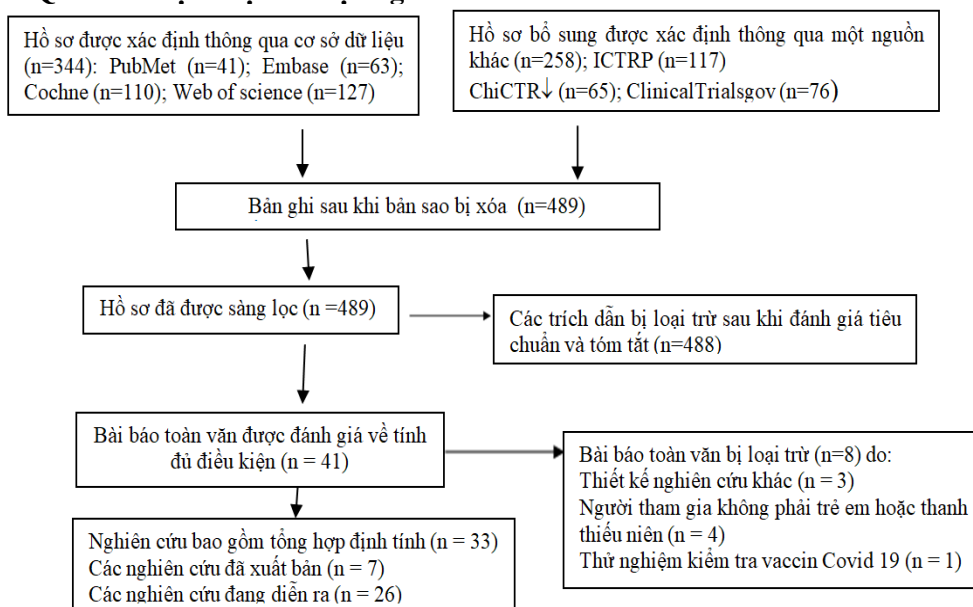 Hồ sơ được xác định thông qua cơ sở dữ liệu
(n=344): PubMet (n=41); Embase (n=63);
Cochne (n=110); Web of science (n=127)
Hồ sơ bổ sung được xác định thông qua một nguồn
khác (n=258); ICTRP (n=117)
ChiCTR (n=65); ClinicalTrialsgov (n=76)
Bản ghi sau khi bản sao bị xóa (n=489)
Hồ sơ đã được sàng lọc (n =489)
Các trích dẫn bị loại trừ sau khi đánh giá tiêu
chuẩn và tóm tắt (n=488)
Bài báo toàn văn được đánh giá về tính
đủ điều kiện (n = 41)
Bài báo toàn văn bị loại trừ (n=8) do:
Thiết kế nghiên cứu khác (n = 3)
Người tham gia không phải trẻ em hoặc thanh
thiếu niên (n = 4)
Thử nghiệm kiểm tra vaccin Covid 19 (n = 1)
Nghiên cứu bao gồm tổng hợp định tính (n = 33)
Các nghiên cứu đã xuất bản (n = 7)
Các nghiên cứu đang diễn ra (n = 26)